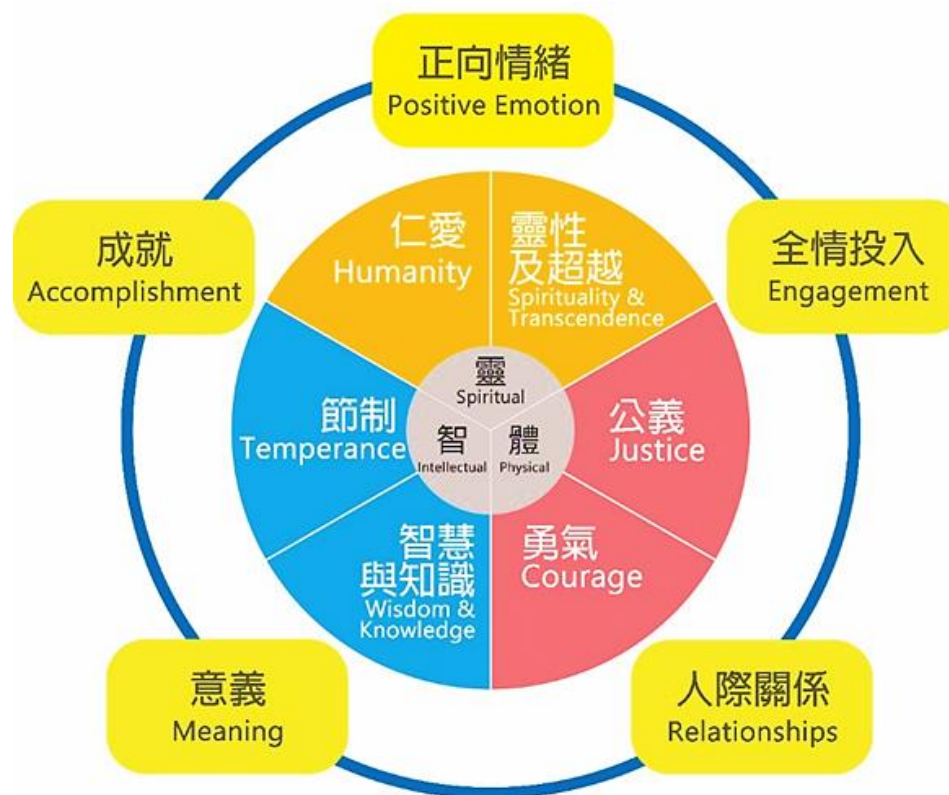 正向情緒
Positive Emotion
成就
Accomplishment
全情投入
Engagement
仁愛
Humanity
靈性
及超越
Spirituality &
Transcendence
節制
Temperance
公義
Justice
靈
Spiritual
智
Intellectual
體
Physical
智慧
與知識
Wisdom &
Knowledge
勇氣
Courage
意義
Meaning
人際關係
Relationships